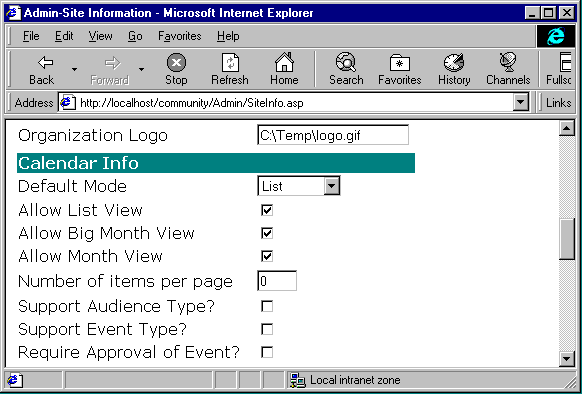 Admin-Site Information - Microsoft Internet Explorer
File Edit View Go Favorites Help
Back Forward Stop Refresh Home Search Favorites History Channels Fullsc
Address http://localhost/community/Admin/SiteInfo.asp Links
Organization Logo C:\Temp\logo.gif
Calendar Info
Default Mode List
Allow List View
Allow Big Month View
Allow Month View
Number of items per page 0
Support Audience Type?
Support Event Type?
Require Approval of Event?
Local intranet zone